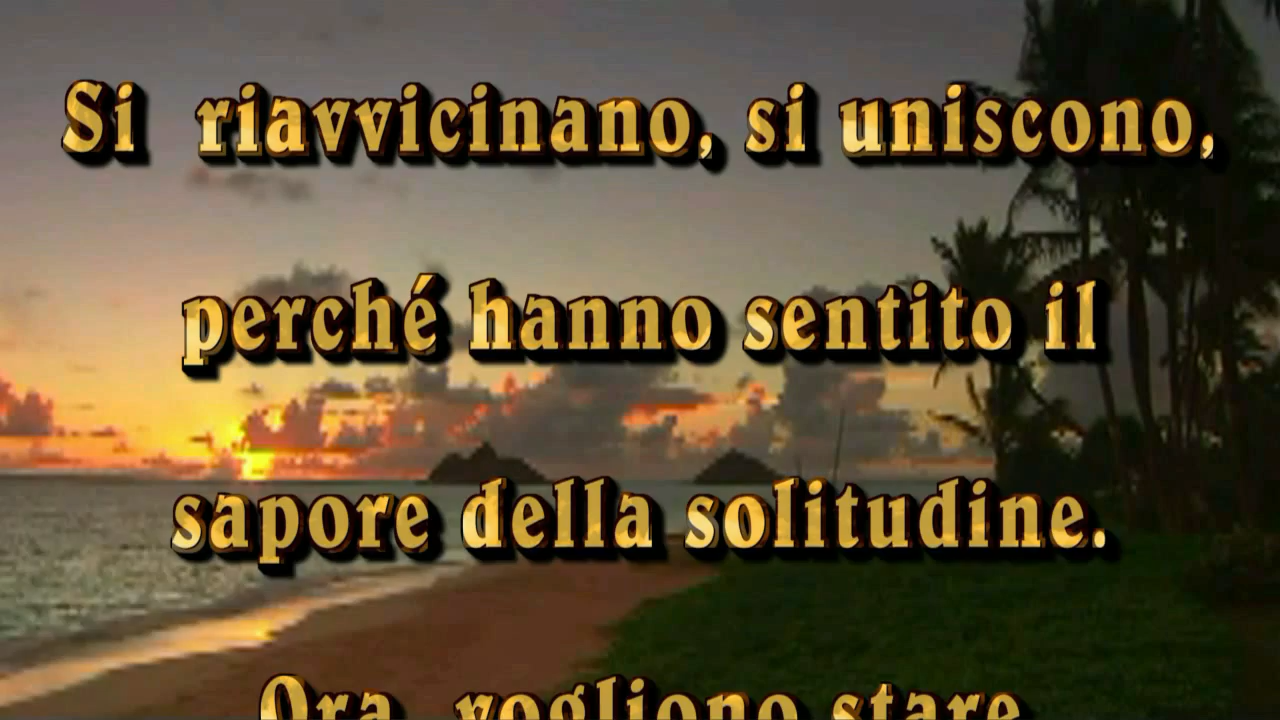 Si riavvicinano, si uniscono,
perché hanno sentito il
sapore della solitudine.
Ora vogliono stare